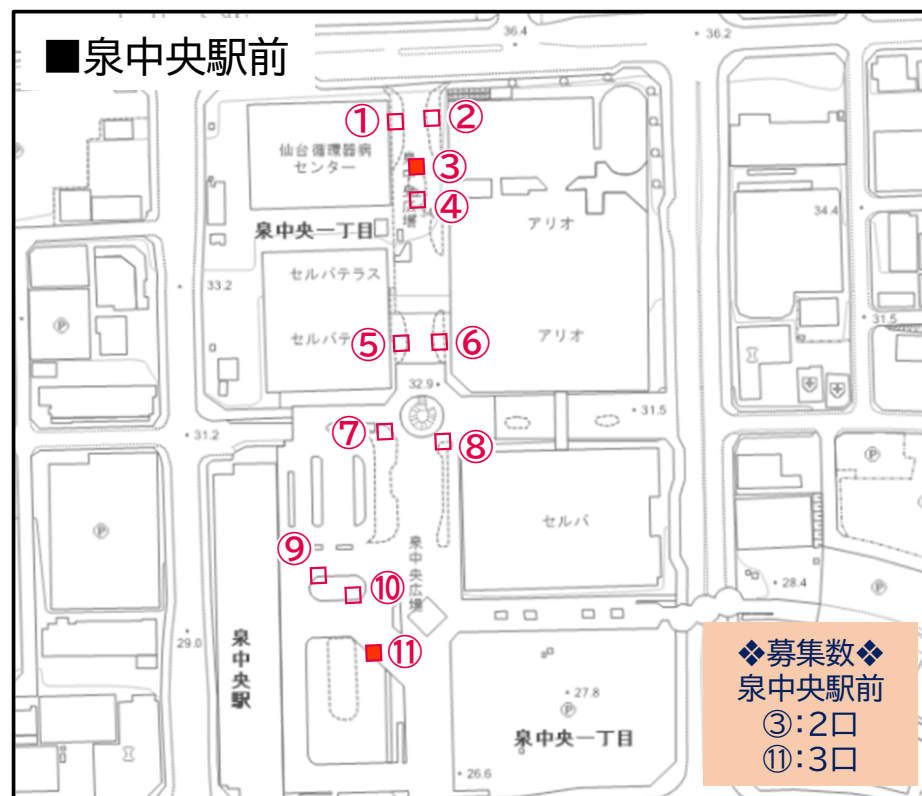 ■泉中央駅前
36.4
36.2
①
②
仙台循環器病
センター
③
④
34.4
アリオ
泉中央一丁目
セルバテラス
33.2
31.5
セルバテ
アリオ
⑤
⑥
32.9
31.5
31.2
⑦
⑧
セルバ
泉中央広場
⑨
⑩
28.4
29.0
泉中央駅
⑪
27.8
泉中央一丁目
26.6
❖募集数❖
泉中央駅前
③:2口
⑪:3口